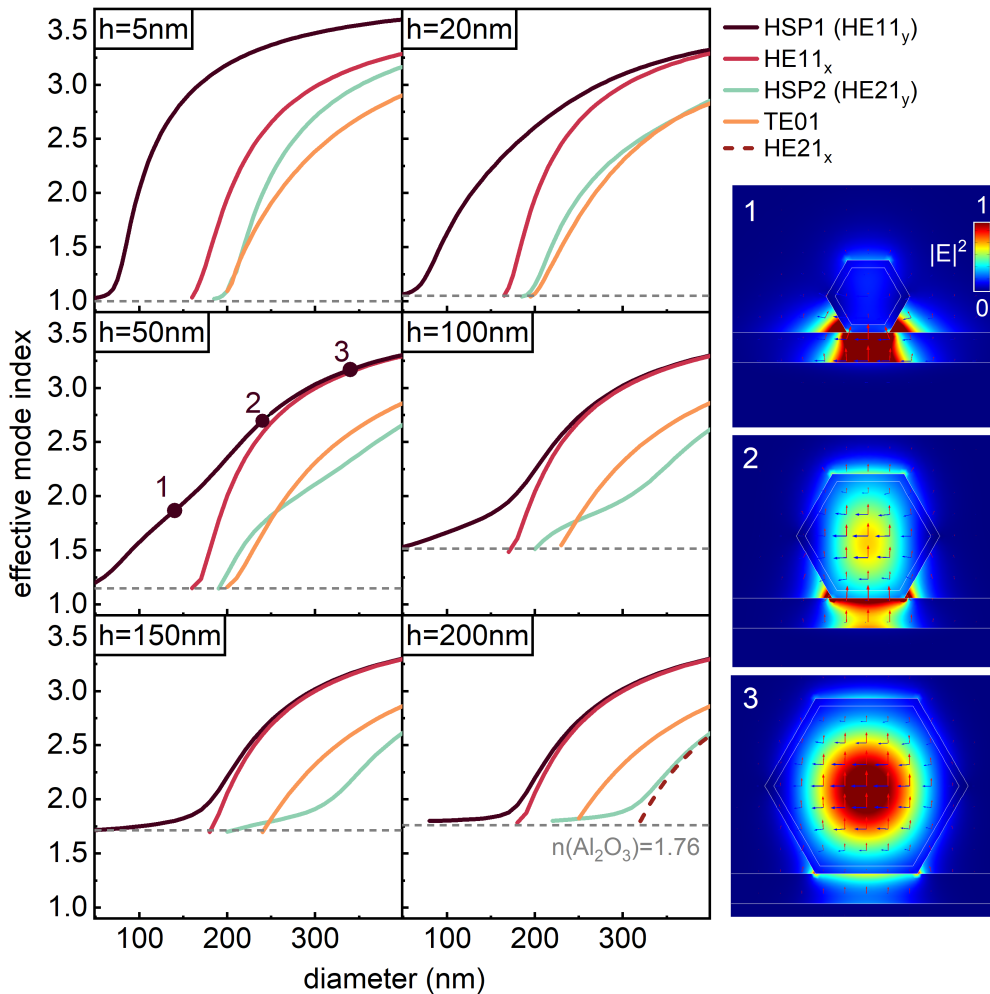 h=5nm
h=20nm
h=50nm
h=100nm
h=150nm
h=200nm
3.5
3.0
2.5
2.0
1.5
1.0
3.5
3.0
2.5
2.0
1.5
1.0
3.5
3.0
2.5
2.0
1.5
1.0
effective mode index
1
2
3
n(Al₂O₃)=1.76
100
200
300
100
200
300
diameter (nm)
HSP1 (HE11y)
HE11x
HSP2 (HE21y)
TE01
HE21x
1
1
|E|²
0
2
3